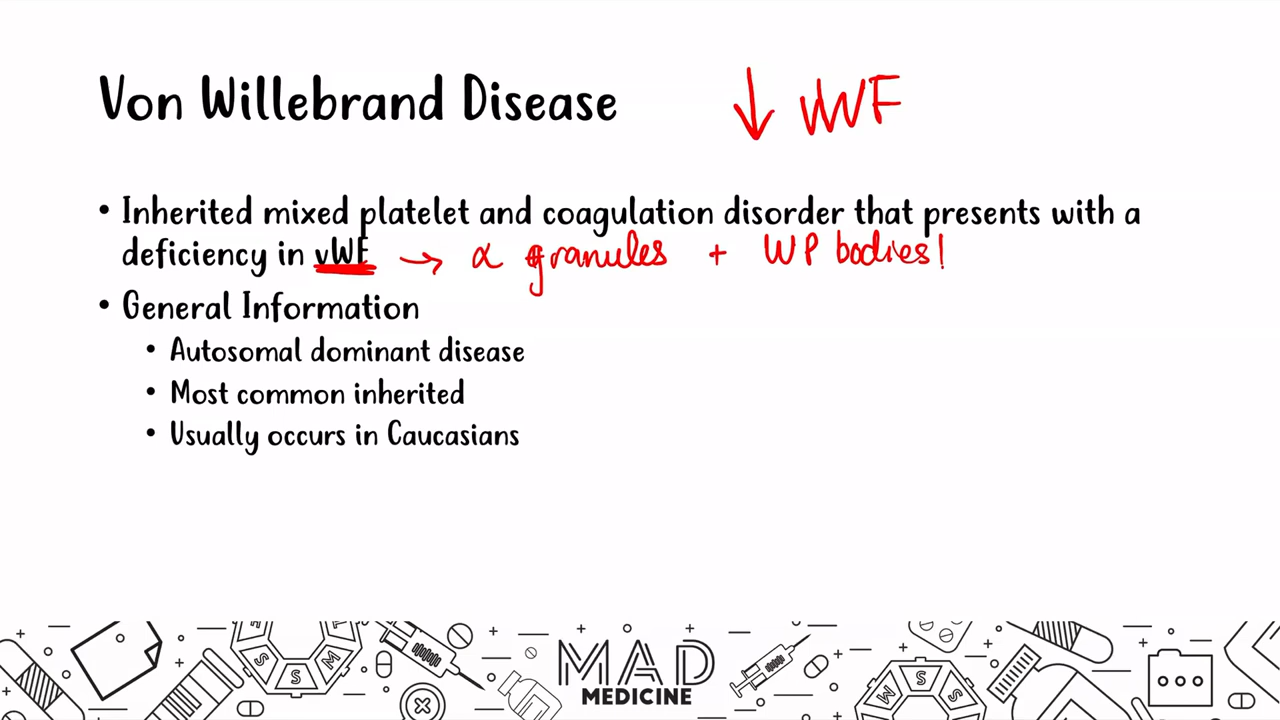 Von Willebrand Disease ↓ vWF
• Inherited mixed platelet and coagulation disorder that presents with a
deficiency in vWF → α granules + WP bodies!
• General Information
• Autosomal dominant disease
• Most common inherited
• Usually occurs in Caucasians
MAD
MEDICINE
S
S
M
M
S
S